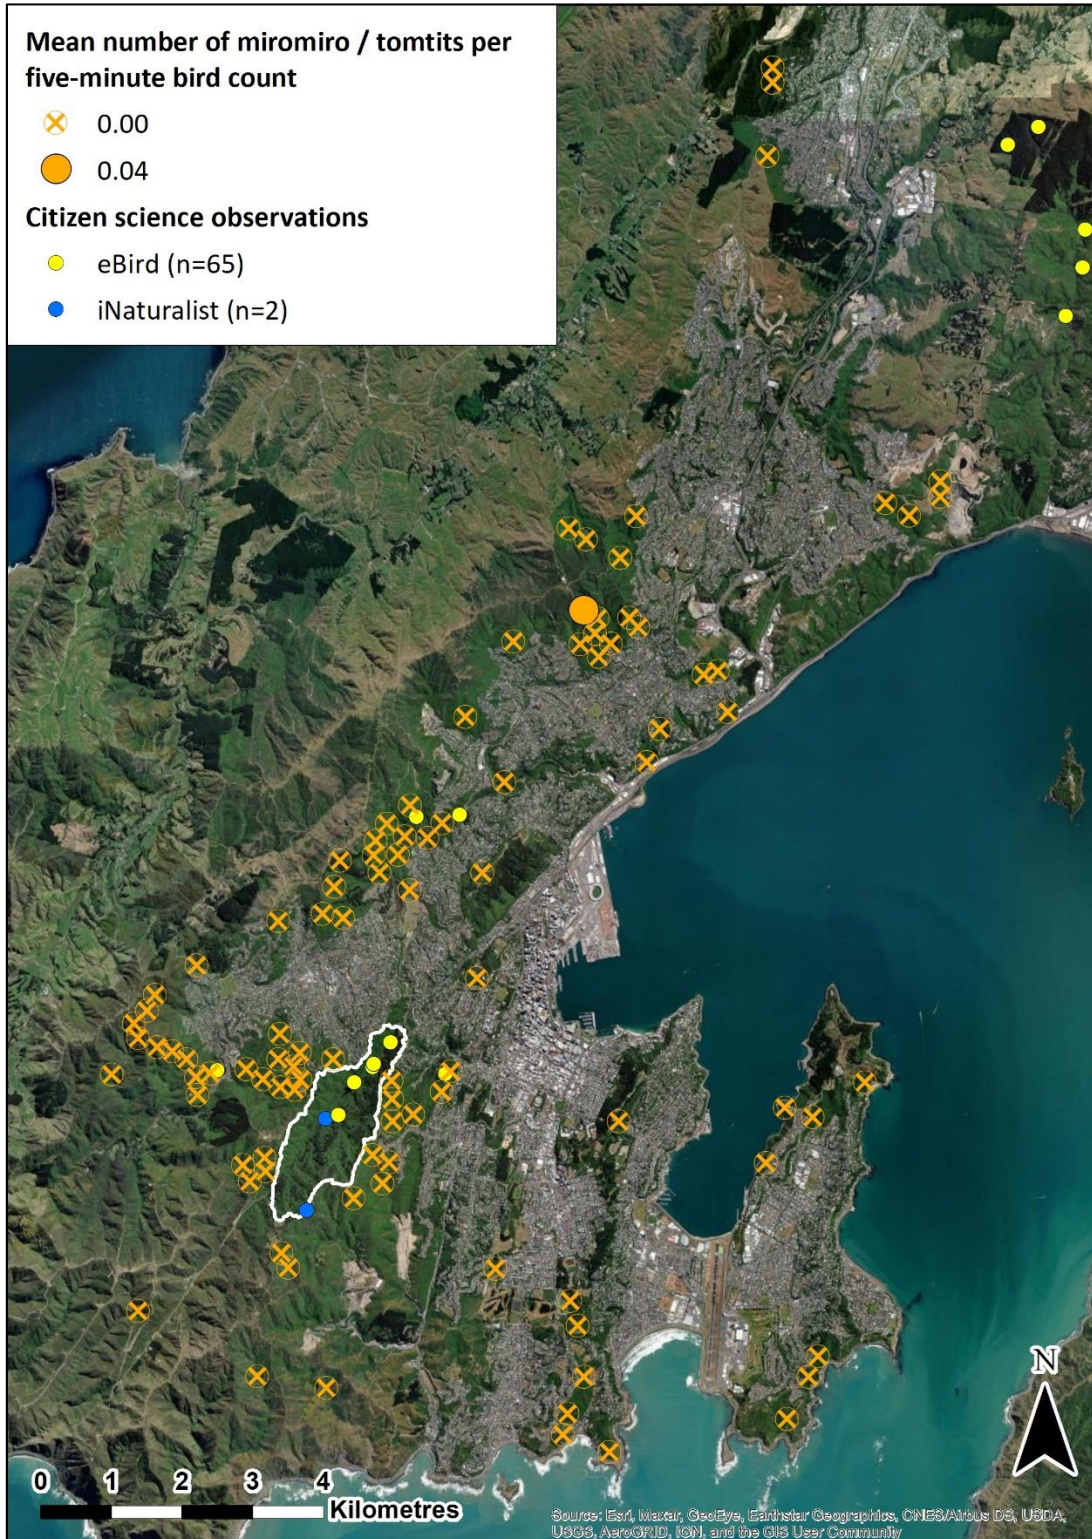 Mean number of miromiro / tomtits per
five-minute bird count
0.00
0.04
Citizen science observations
eBird (n=65)
iNaturalist (n=2)
N
0 1 2 3 4
Kilometres
Source: Esri, Maxar, GeoEye, Earthstar Geographics, CNES/Airbus DS, USDA,
USGS, AeroGRID, IGN, and the GIS User Community